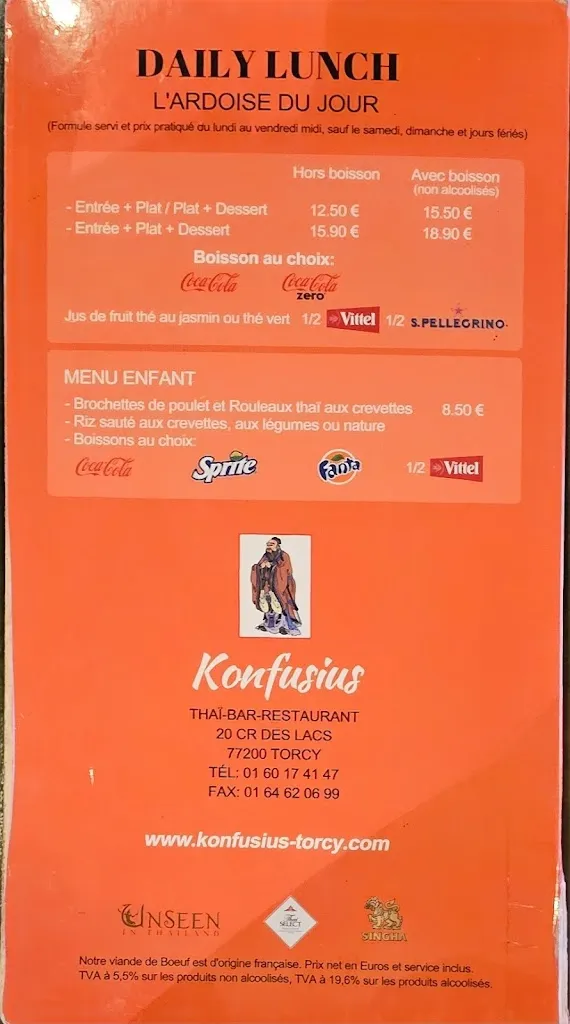 DAILY LUNCH
L'ARDOISE DU JOUR
(Formule servi et prix pratiqué du lundi au vendredi midi, sauf le samedi, dimanche et jours fériés)
Hors boisson Avec boisson
(non alcoolisés)
- Entrée + Plat / Plat + Dessert 12.50 € 15.50 €
- Entrée + Plat + Dessert 15.90 € 18.90 €
Boisson au choix:
Coca-Cola Coca-Cola
zero
Jus de fruit thé au jasmin ou thé vert 1/2 Vittel 1/2 S.PELLEGRINO
MENU ENFANT
- Brochettes de poulet et Rouleaux thaï aux crevettes 8.50 €
- Riz sauté aux crevettes, aux légumes ou nature
- Boissons au choix:
Coca-Cola Sprite Fanta 1/2 Vittel
Konfusius
THAÏ-BAR-RESTAURANT
20 CR DES LACS
77200 TORCY
TÉL: 01 60 17 41 47
FAX: 01 64 62 06 99
www.konfusius-torcy.com
UNSEEN
IN THAILAND
Thai
SELECT
SINGHA
Notre viande de Boeuf est d'origine française. Prix net en Euros et service inclus.
TVA à 5,5% sur les produits non alcoolisés, TVA à 19,6% sur les produits alcoolisés.